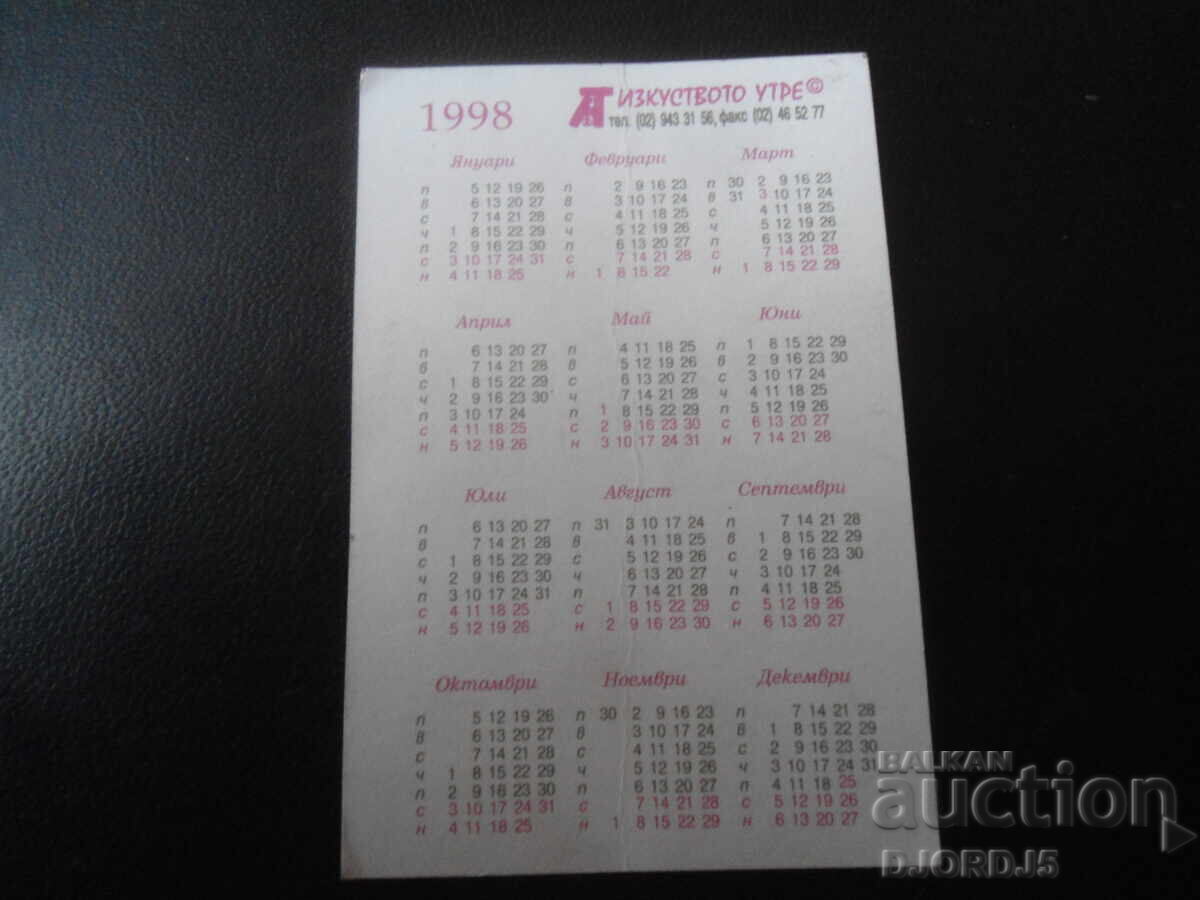 1998
ИЗКУСТВОТО УТРЕ©
тел. (02) 943 31 56, факс (02) 46 52 77
Януари Февруари Март
п 5 12 19 26 п 2 9 16 23 п 30 2 9 16 23
в 6 13 20 27 в 3 10 17 24 в 31 3 10 17 24
с 7 14 21 28 с 4 11 18 25 с 4 11 18 25
ч 1 8 15 22 29 ч 5 12 19 26 ч 5 12 19 26
п 2 9 16 23 30 п 6 13 20 27 п 6 13 20 27
с 3 10 17 24 31 с 7 14 21 28 с 7 14 21 28
н 4 11 18 25 н 1 8 15 22 н 1 8 15 22 29
Април Май Юни
п 6 13 20 27 п 4 11 18 25 п 1 8 15 22 29
в 7 14 21 28 в 5 12 19 26 в 2 9 16 23 30
с 1 8 15 22 29 с 6 13 20 27 с 3 10 17 24
ч 2 9 16 23 30 ч 7 14 21 28 ч 4 11 18 25
п 3 10 17 24 п 1 8 15 22 29 п 5 12 19 26
с 4 11 18 25 с 2 9 16 23 30 с 6 13 20 27
н 5 12 19 26 н 3 10 17 24 31 н 7 14 21 28
Юли Август Септември
п 6 13 20 27 п 31 3 10 17 24 п 7 14 21 28
в 7 14 21 28 в 4 11 18 25 в 1 8 15 22 29
с 1 8 15 22 29 с 5 12 19 26 с 2 9 16 23 30
ч 2 9 16 23 30 ч 6 13 20 27 ч 3 10 17 24
п 3 10 17 24 31 п 7 14 21 28 п 4 11 18 25
с 4 11 18 25 с 1 8 15 22 29 с 5 12 19 26
н 5 12 19 26 н 2 9 16 23 30 н 6 13 20 27
Октомври Ноември Декември
п 5 12 19 26 п 30 2 9 16 23 п 7 14 21 28
в 6 13 20 27 в 3 10 17 24 в 1 8 15 22 29
с 7 14 21 28 с 4 11 18 25 с 2 9 16 23 30
ч 1 8 15 22 29 ч 5 12 19 26 ч 3 10 17 24 31
п 2 9 16 23 30 п 6 13 20 27 п 4 11 18 25
с 3 10 17 24 31 с 7 14 21 28 с 5 12 19 26
н 4 11 18 25 н 1 8 15 22 29 н 6 13 20 27
BALKAN
auction
DJORDJ5